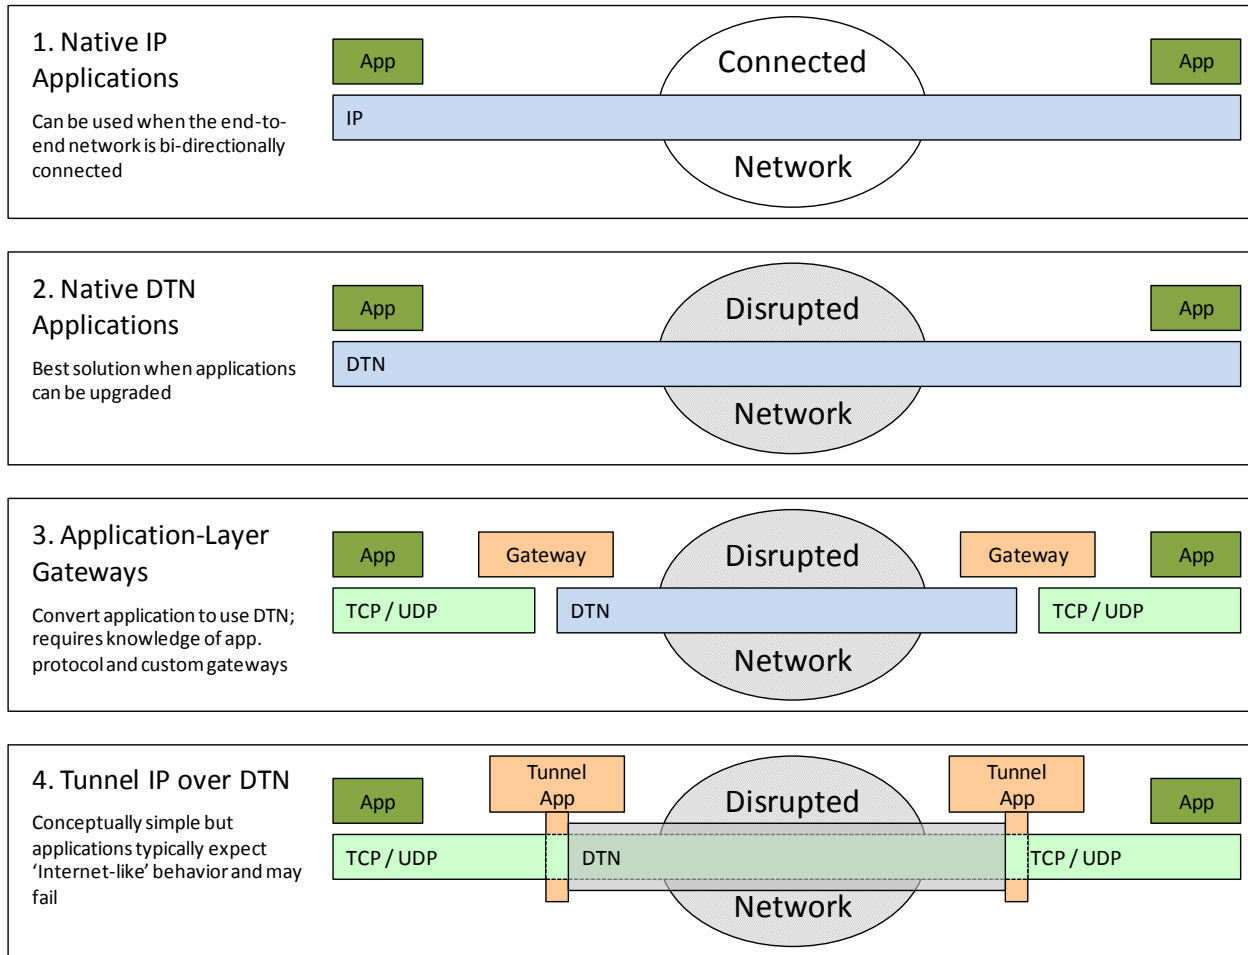 1. Native IP
Applications
Can be used when the end-to-
end network is bi-directionally
connected
App
Connected
App
IP
Network
2. Native DTN
Applications
Best solution when applications
can be upgraded
App
Disrupted
App
DTN
Network
3. Application-Layer
Gateways
Convert application to use DTN;
requires knowledge of app.
protocol and custom gateways
App
Gateway
Disrupted
Gateway
App
TCP / UDP
DTN
TCP / UDP
Network
4. Tunnel IP over DTN
Conceptually simple but
applications typically expect
‘Internet-like’ behavior and may
fail
App
Tunnel
App
Disrupted
Tunnel
App
App
TCP / UDP
DTN
TCP / UDP
Network